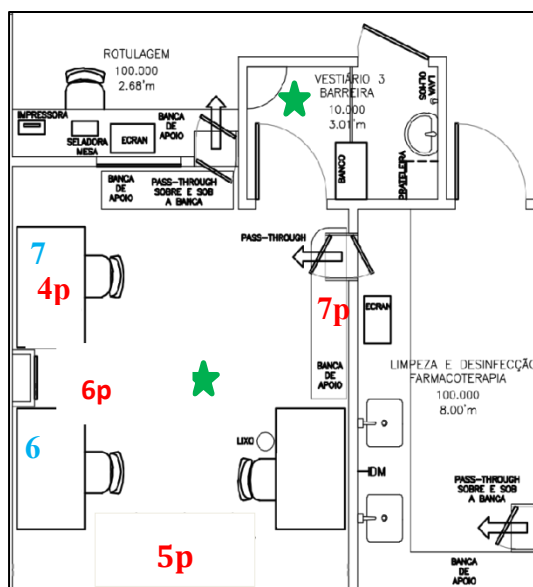 ROTULAGEM
100.000
2.68'm
IMPRESSORA
SELADORA
MESA
ECRAN
BANCA
DE
APOIO
VESTIÁRIO 3
BARREIRA
10.000
3.01'm
LAVA
OLHOS
BANCO
PRATELEIRA
BANCA
DE
APOIO
PASS-THROUGH
SOBRE E SOB
A BANCA
PASS-THROUGH
7
4p
7p
ECRAN
6p
BANCA
DE
APOIO
LIMPEZA E DESINFECÇÃO
FARMACOTERAPIA
100.000
8.00'm
6
LIXO
DM
PASS-THROUGH
SOBRE E SOB
A BANCA
5p
BANCA
DE
APOIO